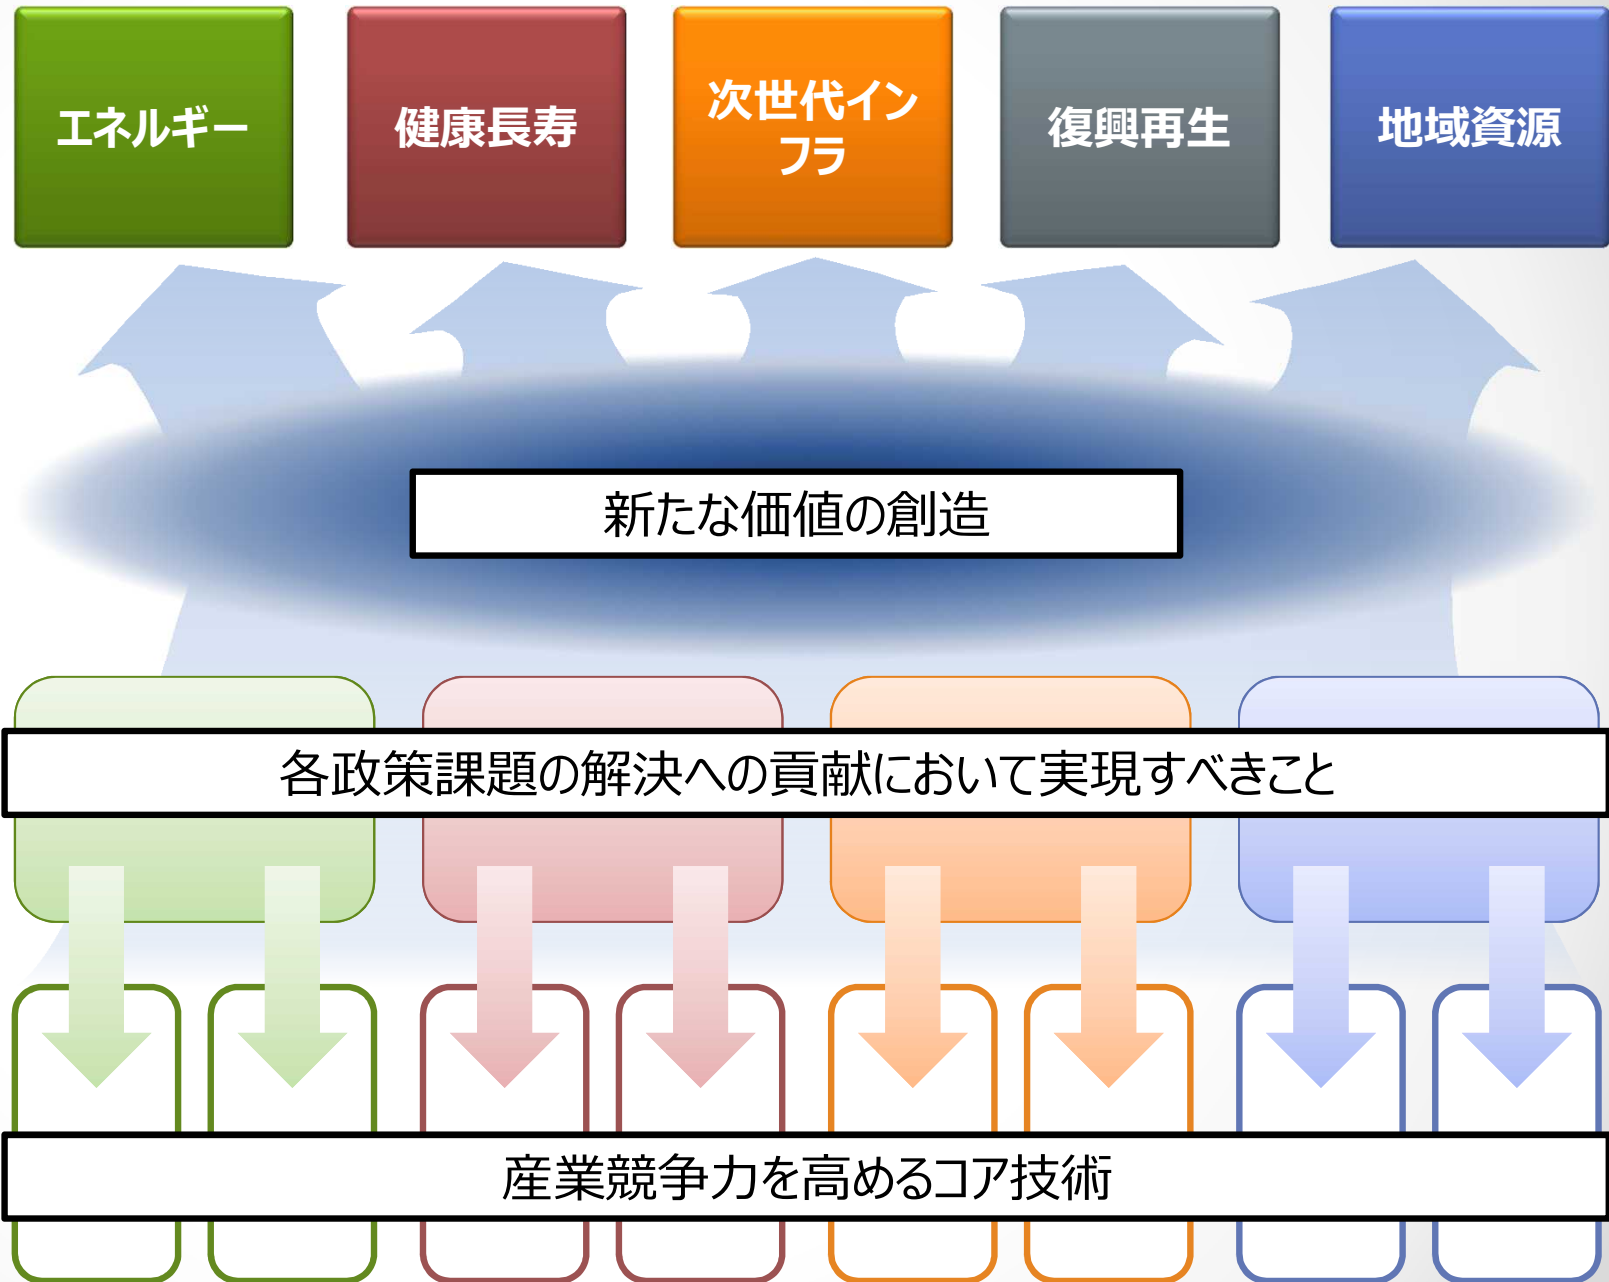 エネルギー
健康長寿
次世代イン
フラ
復興再生
地域資源
新たな価値の創造
各政策課題の解決への貢献において実現すべきこと
産業競争力を高めるコア技術